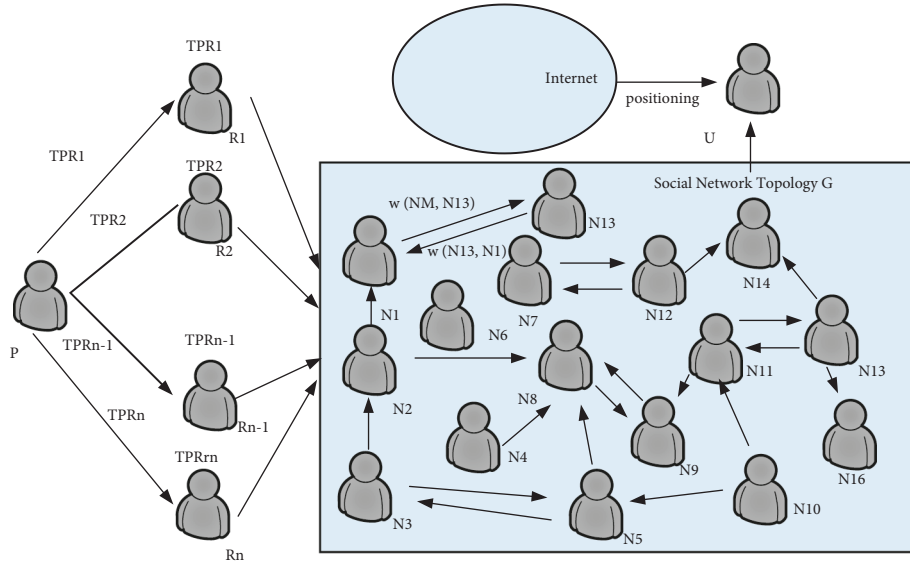 TPR1
Internet
positioning
R1
TPR1
U
TPR2
Social Network Topology G
TPR2
w (NM, N13)
R2
N13
w (N13, N1)
N14
P
TPRn-1
TPRn-1
N1
N6
N7
N12
N11
N13
N2
N8
TPRn
Rn-1
N4
N9
N16
TPRrn
N3
N5
N10
Rn